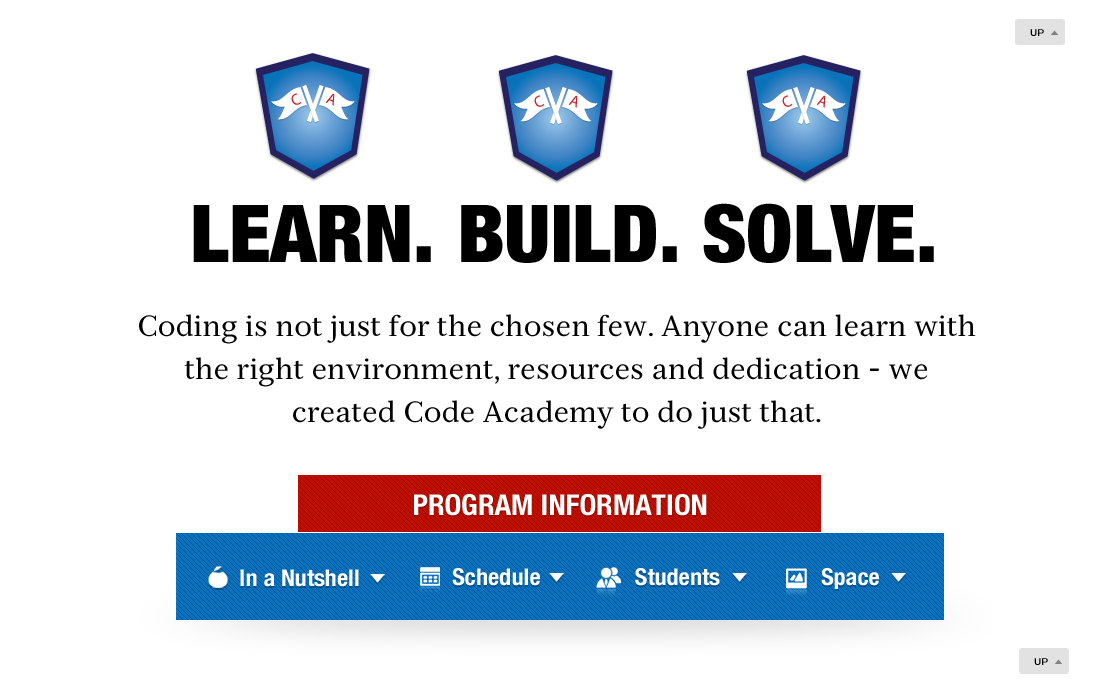 UP
C A
C A
C A
LEARN. BUILD. SOLVE.
Coding is not just for the chosen few. Anyone can learn with
the right environment, resources and dedication - we
created Code Academy to do just that.
PROGRAM INFORMATION
In a Nutshell
Schedule
Students
Space
UP